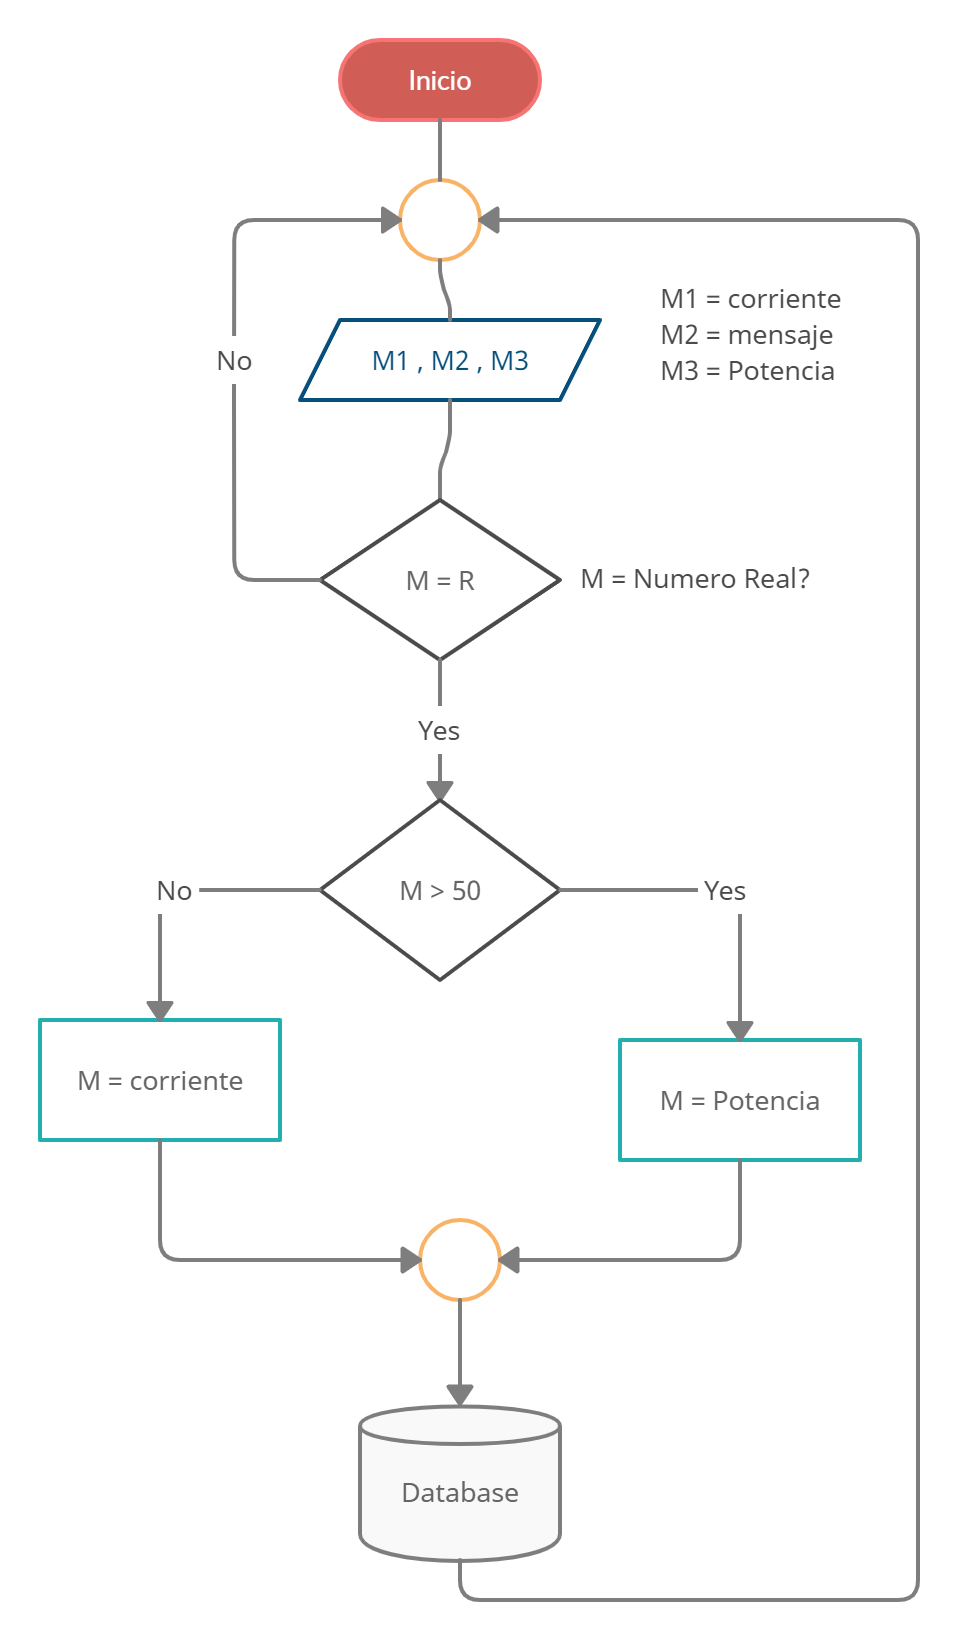 Inicio
M1 = corriente
M2 = mensaje
M3 = Potencia
No
M1 , M2 , M3
M = R
M = Numero Real?
Yes
No
M > 50
Yes
M = corriente
M = Potencia
Database